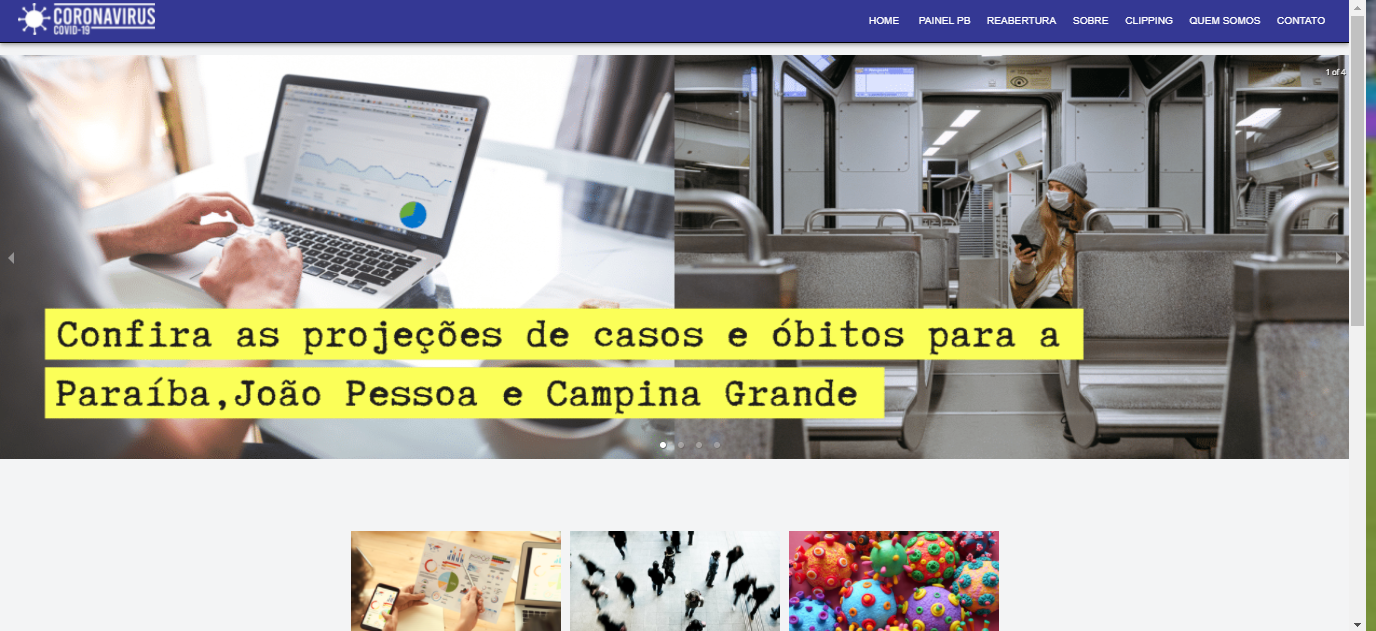 CORONAVIRUS
COVID-19
HOME PAINEL PB REABERTURA SOBRE CLIPPING QUEM SOMOS CONTATO
1 of 4
Confira as projeções de casos e óbitos para a
Paraíba,João Pessoa e Campina Grande